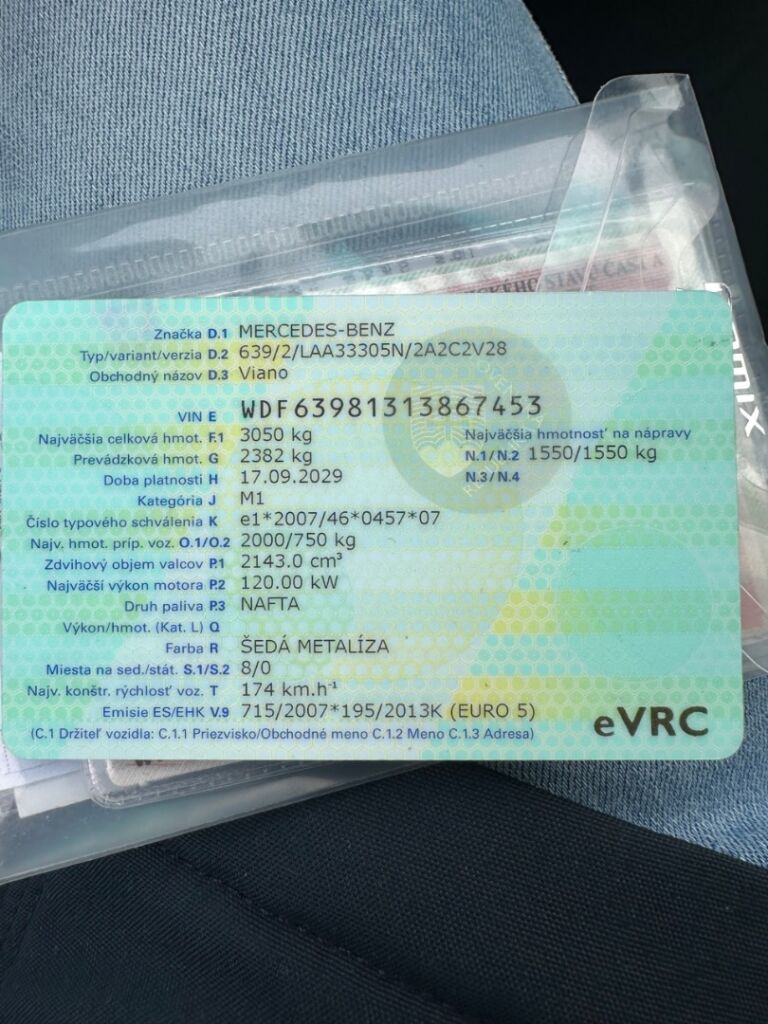 CKÉHO STAV. ČASŤ A
Značka D.1 MERCEDES-BENZ
Typ/variant/verzia D.2 639/2/LAA33305N/2A2C2V28
Obchodný názov D.3 Viano
VIN E WDF63981313867453
Najväčšia celková hmot. F.1 3050 kg Najväčšia hmotnosť na nápravy
Prevádzková hmot. G 2382 kg N.1/N.2 1550/1550 kg
Doba platnosti H 17.09.2029 N.3/N.4
Kategória J M1
Číslo typového schválenia K e1*2007/46*0457*07
Najv. hmot. príp. voz. O.1/O.2 2000/750 kg
Zdvihový objem valcov P.1 2143.0 cm³
Najväčší výkon motora P.2 120.00 kW
Druh paliva P.3 NAFTA
Výkon/hmot. (Kat. L) Q
Farba R ŠEDÁ METALÍZA
Miesta na sed./stát. S.1/S.2 8/0
Najv. konštr. rýchlosť voz. T 174 km.h⁻¹
Emisie ES/EHK V.9 715/2007*195/2013K (EURO 5)
(C.1 Držiteľ vozidla: C.1.1 Priezvisko/Obchodné meno C.1.2 Meno C.1.3 Adresa)
eVRC